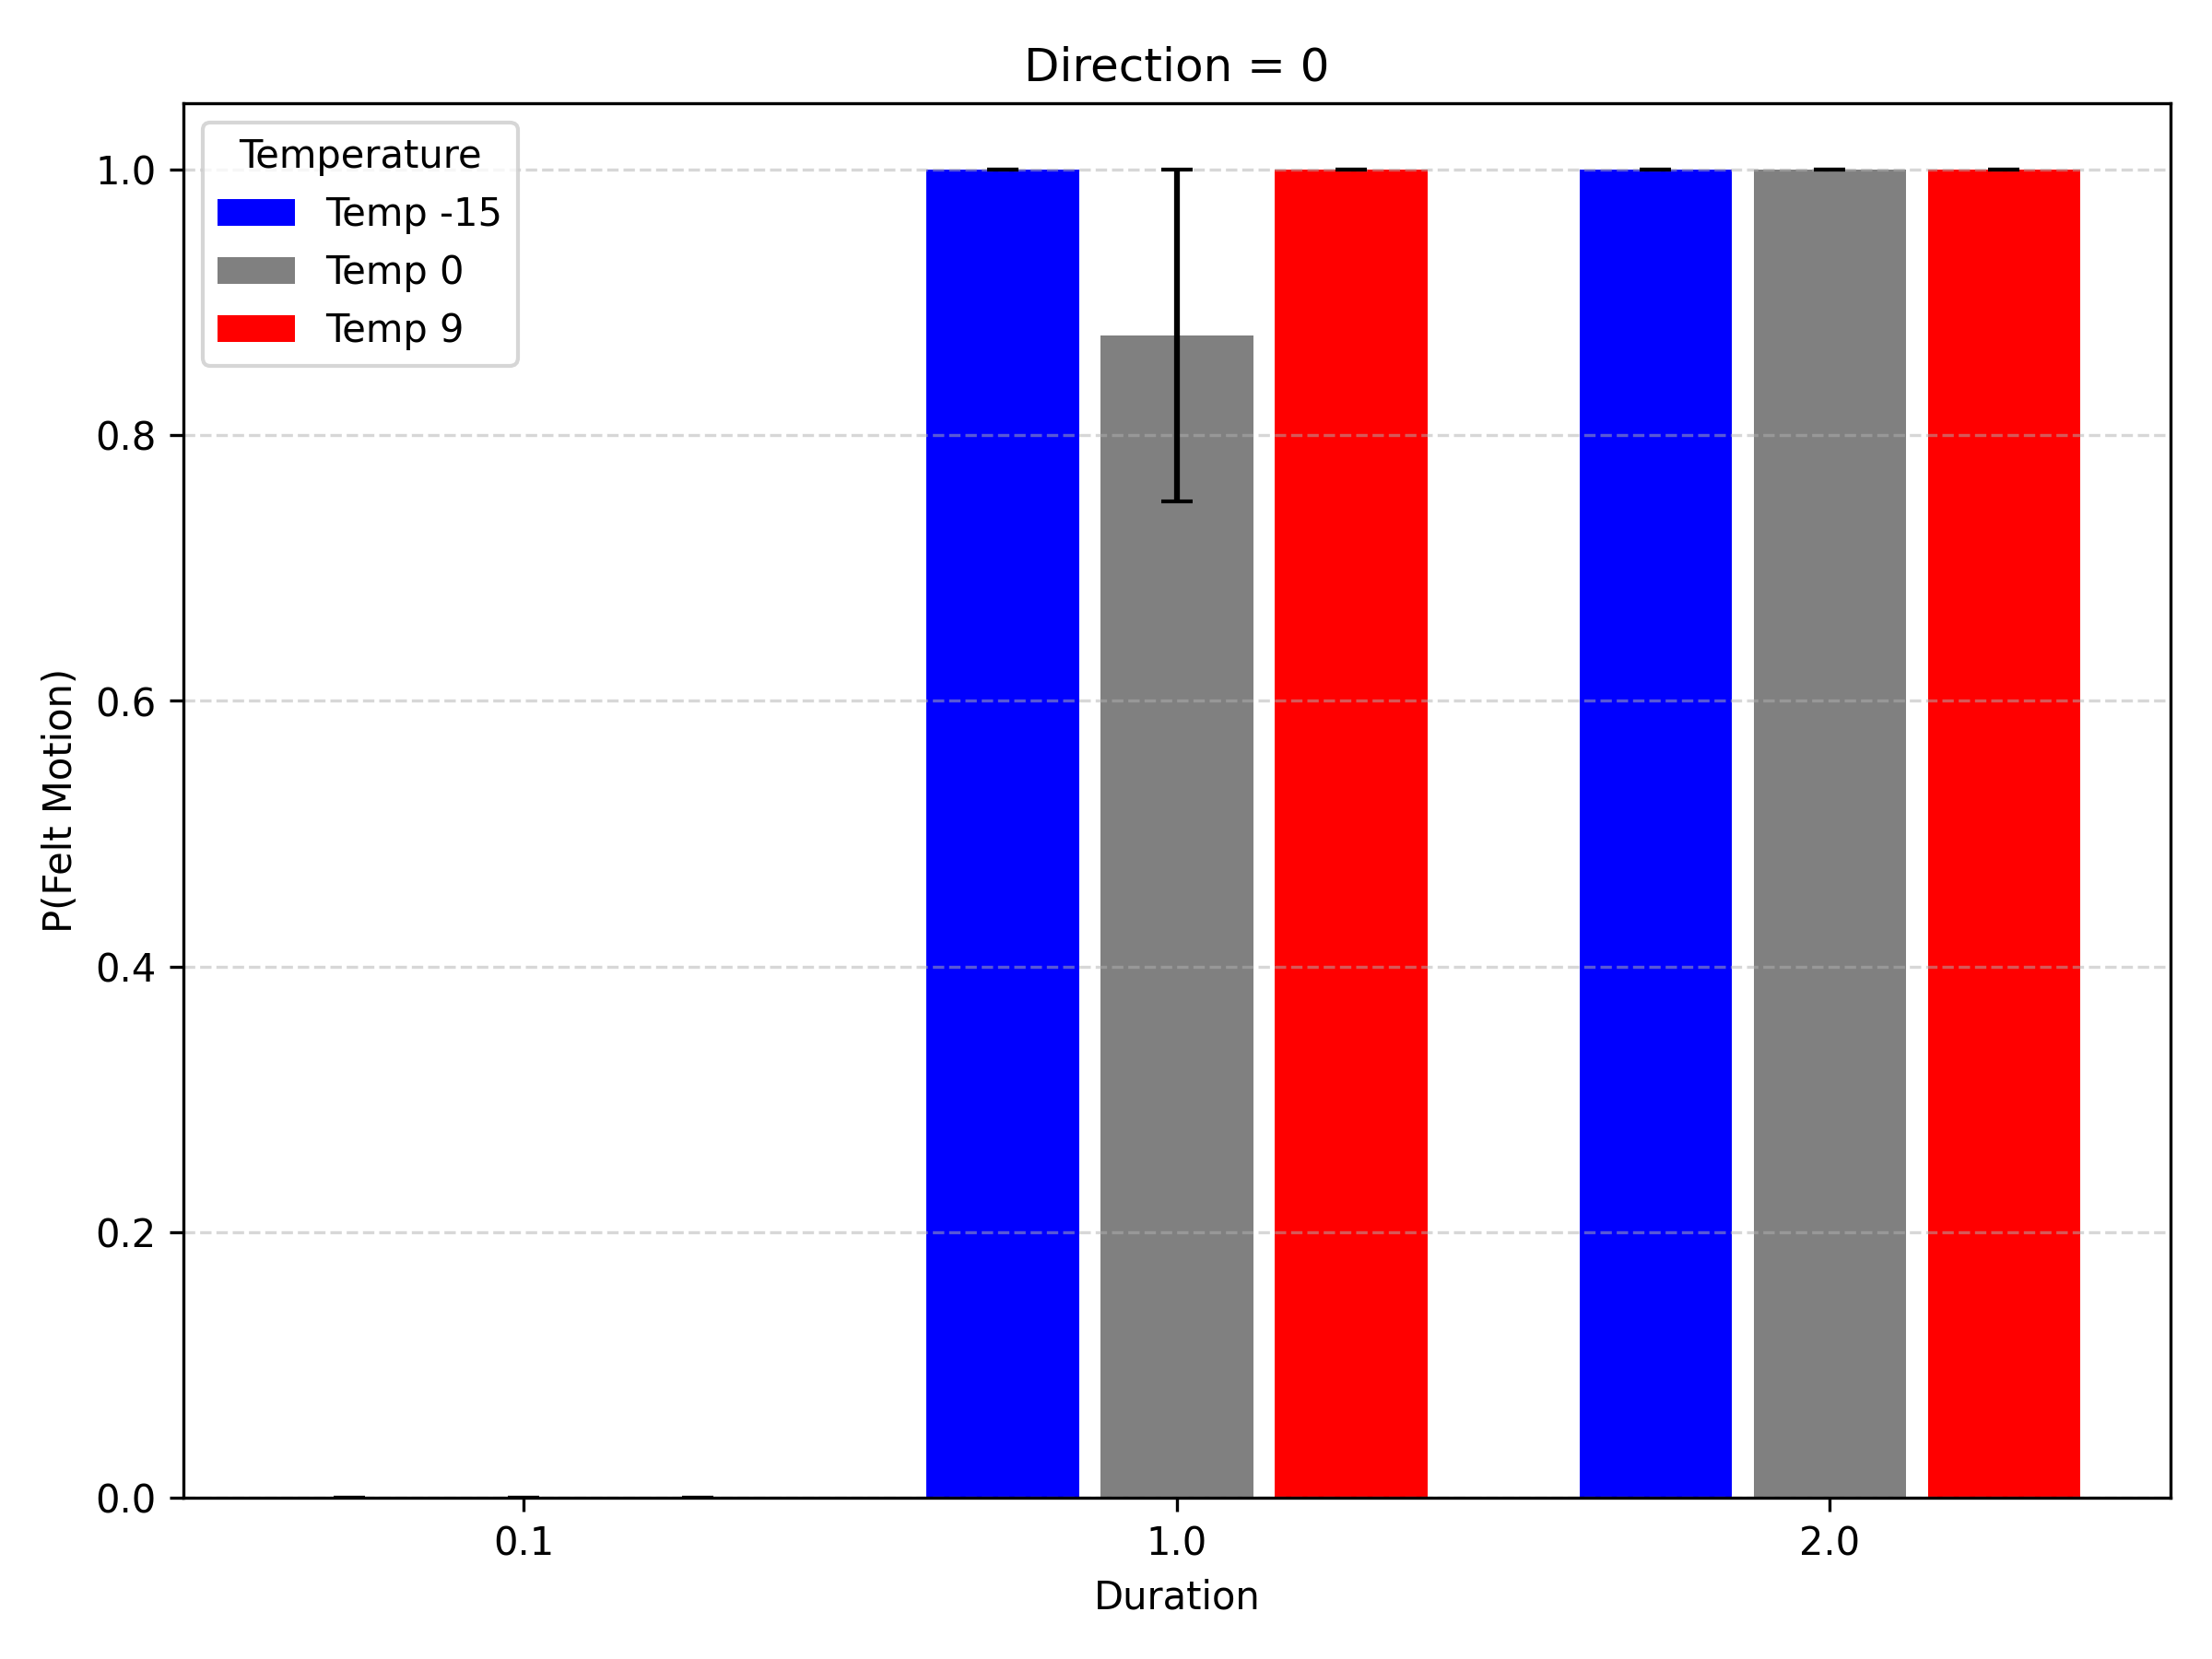 Direction = 0
Temperature
Temp -15
Temp 0
Temp 9
P(Felt Motion)
1.0
0.8
0.6
0.4
0.2
0.0
0.1
1.0
2.0
Duration